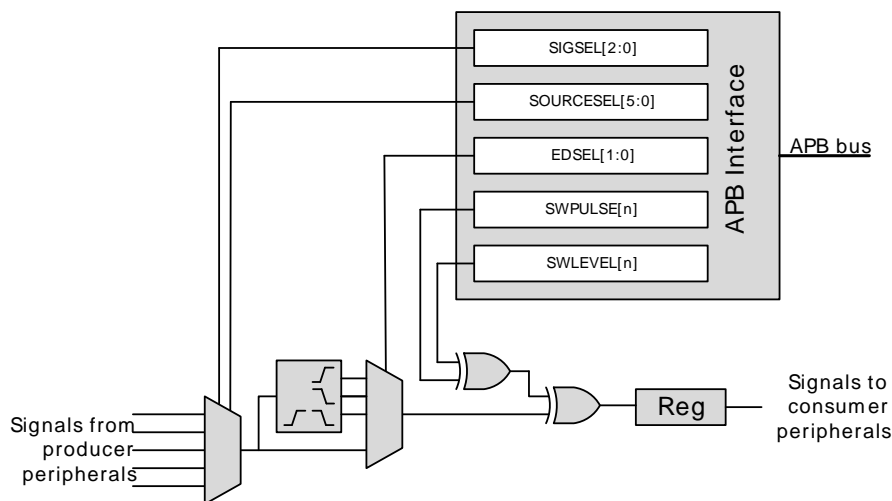 SIGSEL[2:0]
SOURCESEL[5:0]
EDSEL[1:0]
SWPULSE[n]
SWLEVEL[n]
APB Interface
APB bus
Signals from
producer
peripherals
Reg
Signals to
consumer
peripherals